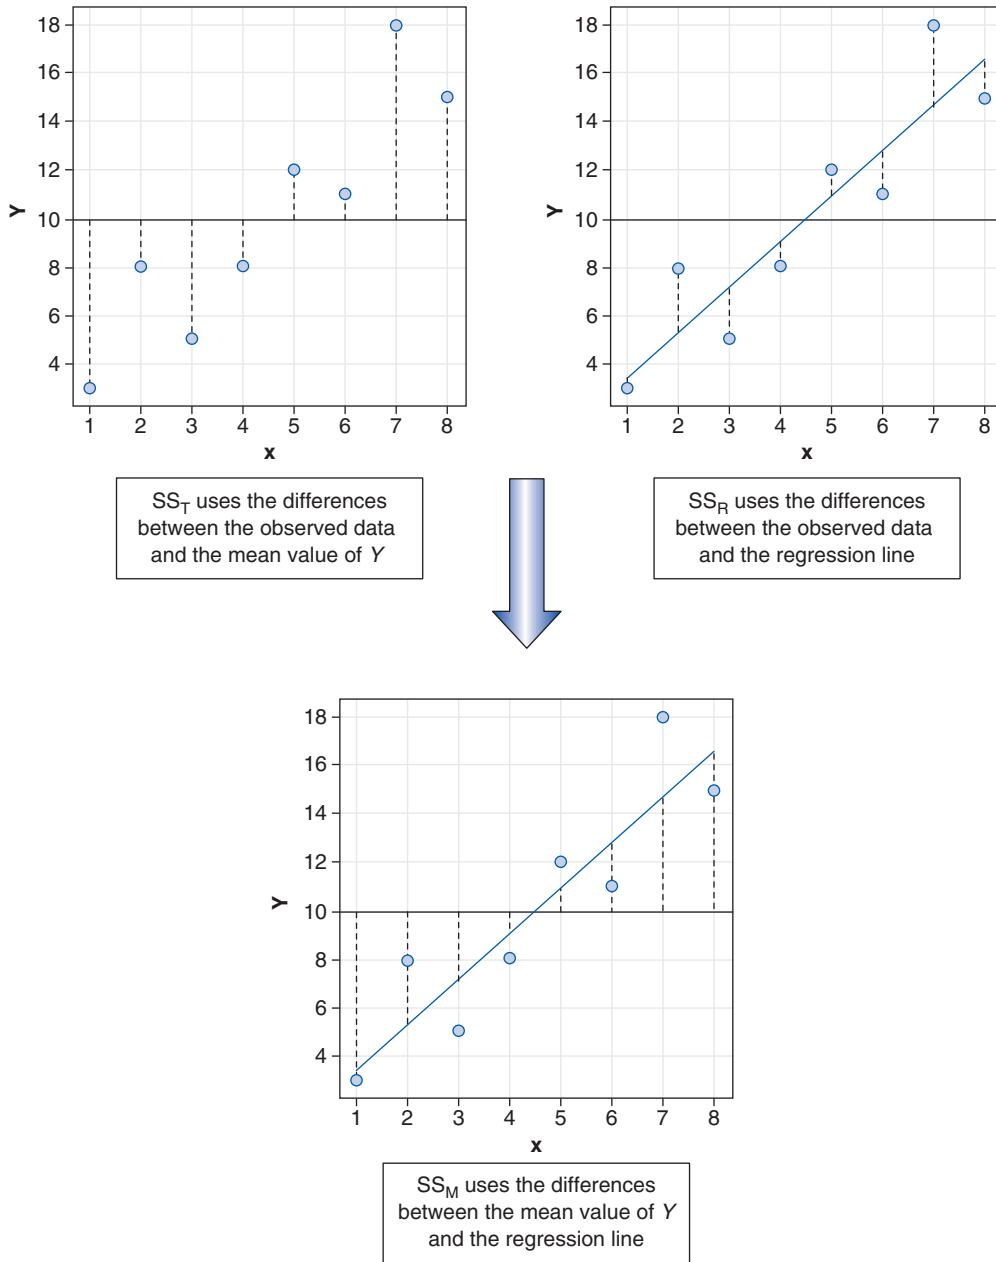 18
16
14
12
10
8
6
4
Y
1 2 3 4 5 6 7 8
x
SS_T uses the differences
between the observed data
and the mean value of Y
18
16
14
12
10
8
6
4
Y
1 2 3 4 5 6 7 8
x
SS_R uses the differences
between the observed data
and the regression line
18
16
14
12
10
8
6
4
Y
1 2 3 4 5 6 7 8
x
SS_M uses the differences
between the mean value of Y
and the regression line